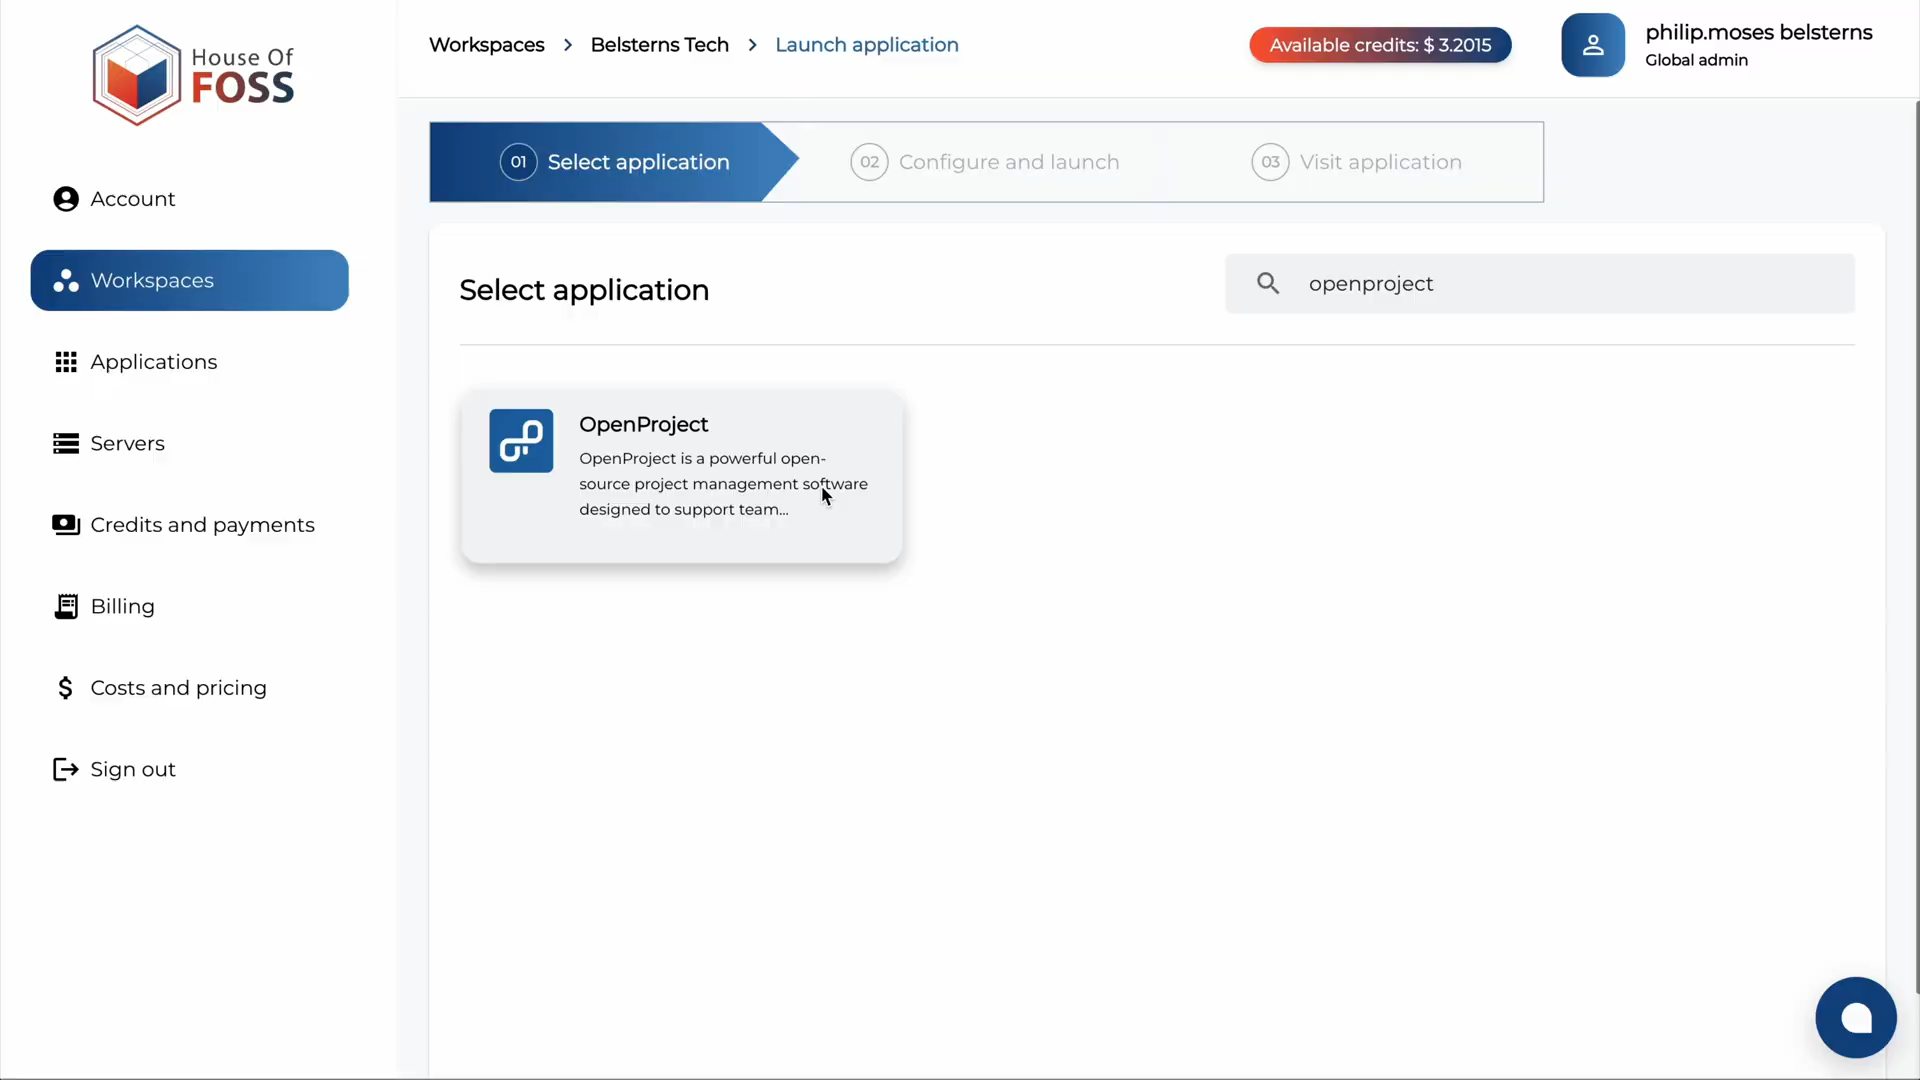 House Of
FOSS
Account
Workspaces
Applications
Servers
Credits and payments
Billing
Costs and pricing
Sign out
Workspaces > Belsterns Tech > Launch application
Available credits: $ 3.2015
philip.moses belsterns
Global admin
01 Select application
02 Configure and launch
03 Visit application
Select application
openproject
OpenProject
OpenProject is a powerful open-
source project management software
designed to support team...